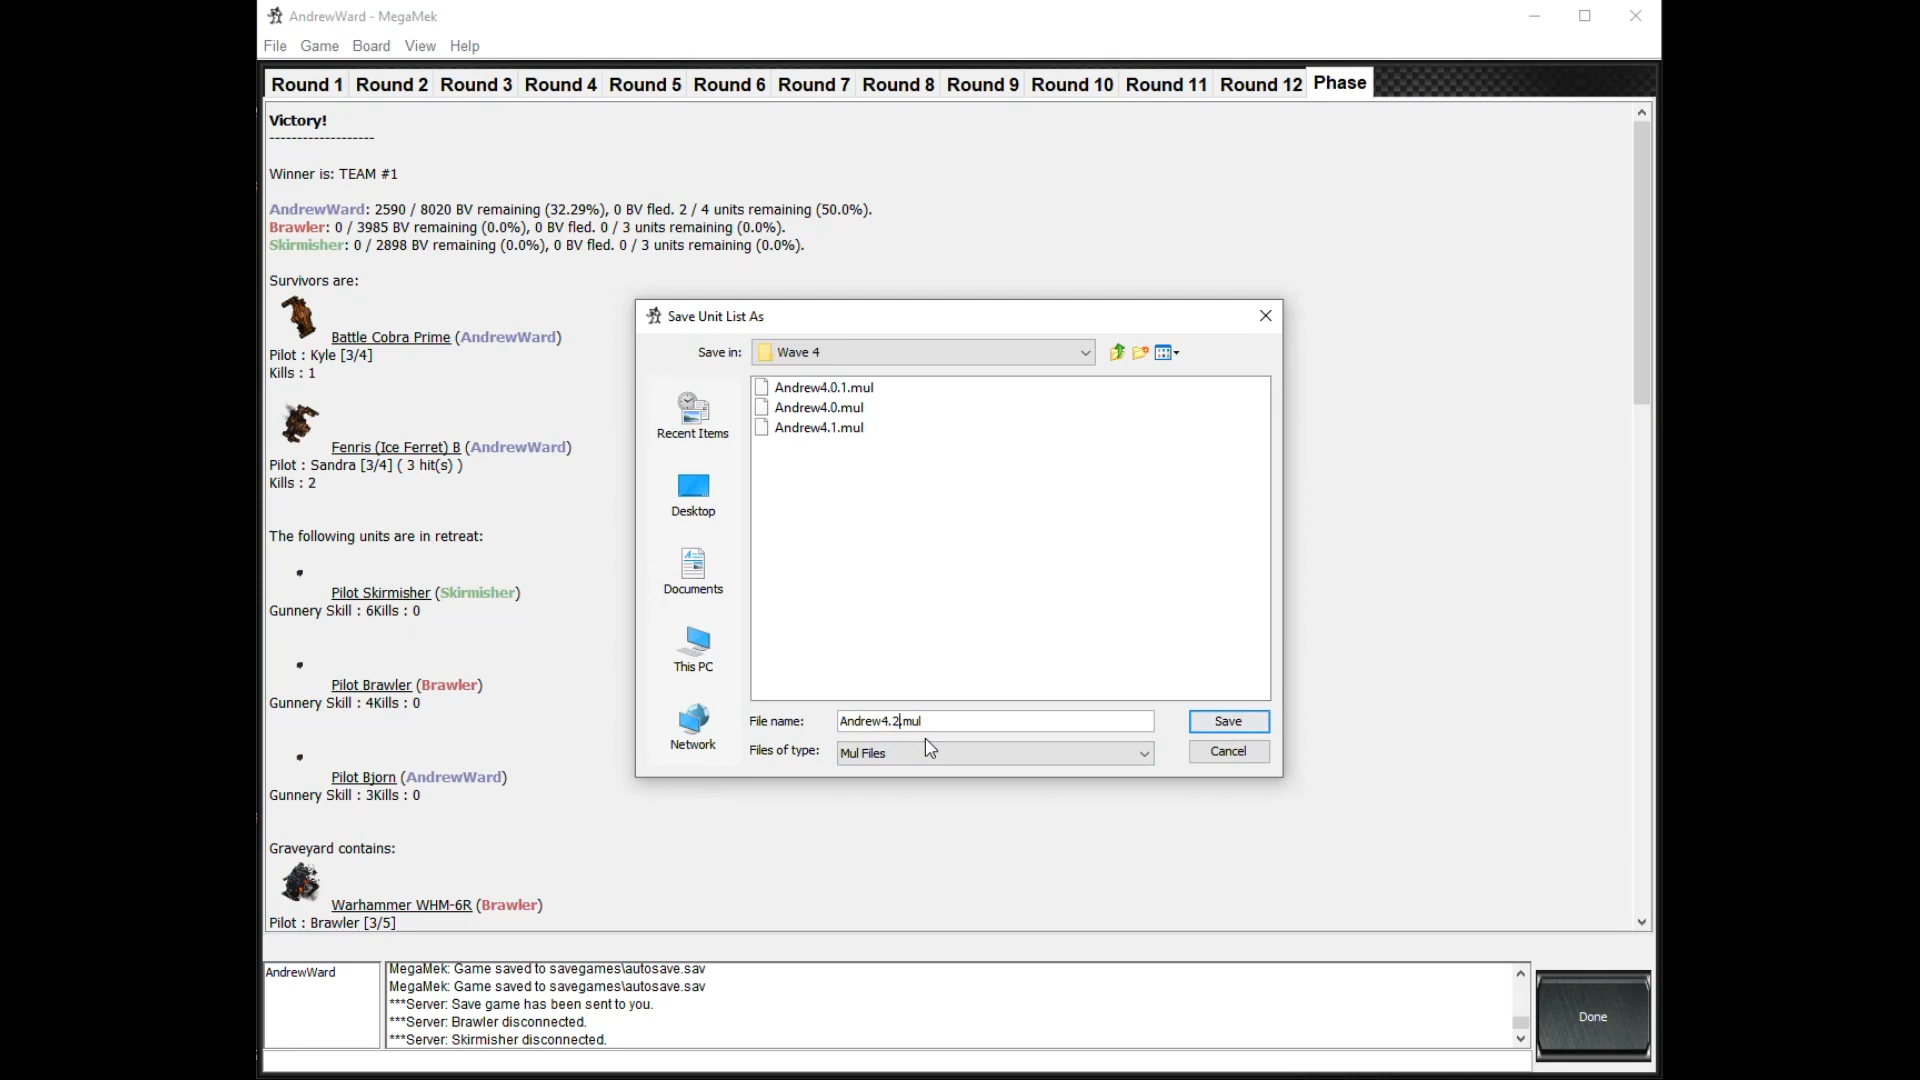 AndrewWard - MegaMek
File Game Board View Help
Round 1 Round 2 Round 3 Round 4 Round 5 Round 6 Round 7 Round 8 Round 9 Round 10 Round 11 Round 12 Phase
Victory!
--------------------
Winner is: TEAM #1
AndrewWard: 2590 / 8020 BV remaining (32.29%), 0 BV fled. 2 / 4 units remaining (50.0%).
Brawler: 0 / 3985 BV remaining (0.0%), 0 BV fled. 0 / 3 units remaining (0.0%).
Skirmisher: 0 / 2898 BV remaining (0.0%), 0 BV fled. 0 / 3 units remaining (0.0%).
Survivors are:
Battle Cobra Prime (AndrewWard)
Pilot : Kyle [3/4]
Kills : 1
Fenris (Ice Ferret) B (AndrewWard)
Pilot : Sandra [3/4] ( 3 hit(s) )
Kills : 2
The following units are in retreat:
Pilot Skirmisher (Skirmisher)
Gunnery Skill : 6Kills : 0
Pilot Brawler (Brawler)
Gunnery Skill : 4Kills : 0
Pilot Bjorn (AndrewWard)
Gunnery Skill : 3Kills : 0
Graveyard contains:
Warhammer WHM-6R (Brawler)
Pilot : Brawler [3/5]
Save Unit List As
Save in: Wave 4
Andrew4.0.1.mul
Andrew4.0.mul
Andrew4.1.mul
Recent Items
Desktop
Documents
This PC
Network
File name: Andrew4.2.mul Save
Files of type: Mul Files Cancel
AndrewWard
MegaMek: Game saved to savegames\autosave.sav
MegaMek: Game saved to savegames\autosave.sav
***Server: Save game has been sent to you.
***Server: Brawler disconnected.
***Server: Skirmisher disconnected.
Done